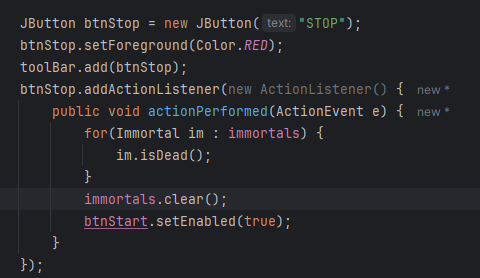 JButton btnStop = new JButton( text: "STOP");
btnStop.setForeground(Color.RED);
toolBar.add(btnStop);
btnStop.addActionListener(new ActionListener() { new *
    public void actionPerformed(ActionEvent e) { new *
        for(Immortal im : immortals) {
            im.isDead();
        }
        immortals.clear();
        btnStart.setEnabled(true);
    }
});